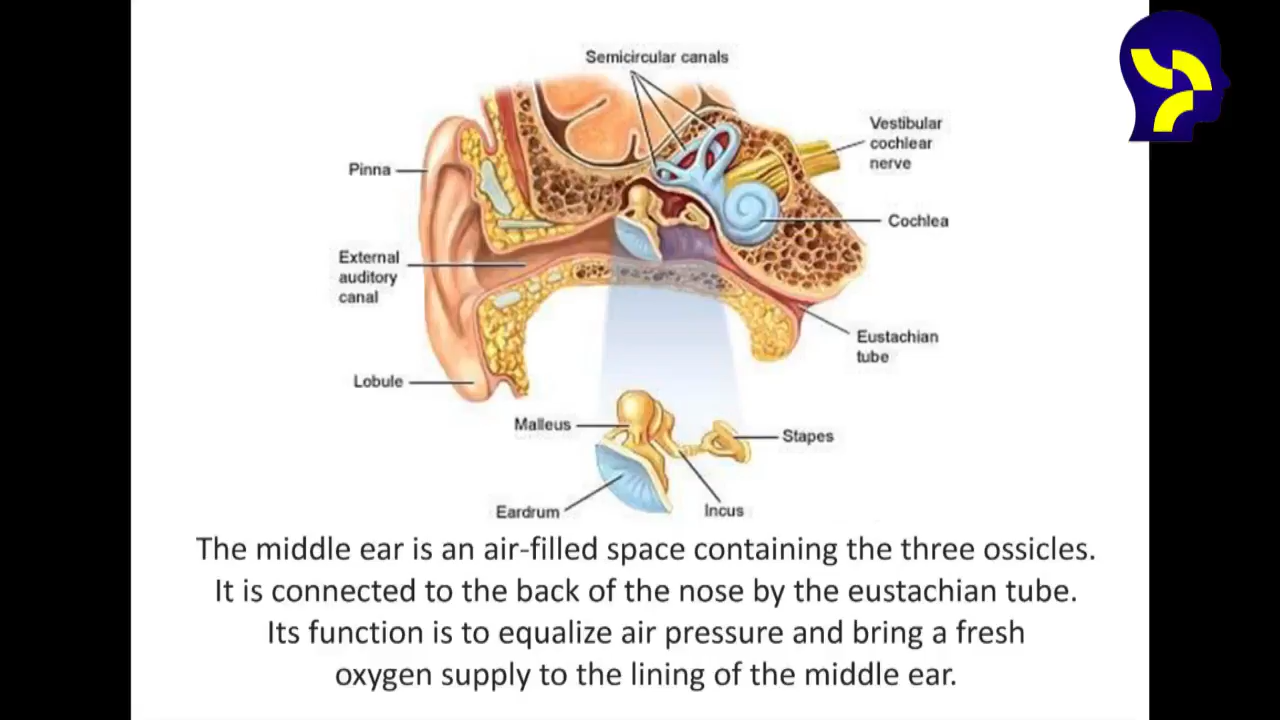 Semicircular canals
Vestibular
cochlear
nerve
Pinna
Cochlea
External
auditory
canal
Eustachian
tube
Lobule
Malleus
Stapes
Eardrum
Incus
The middle ear is an air-filled space containing the three ossicles.
It is connected to the back of the nose by the eustachian tube.
Its function is to equalize air pressure and bring a fresh
oxygen supply to the lining of the middle ear.